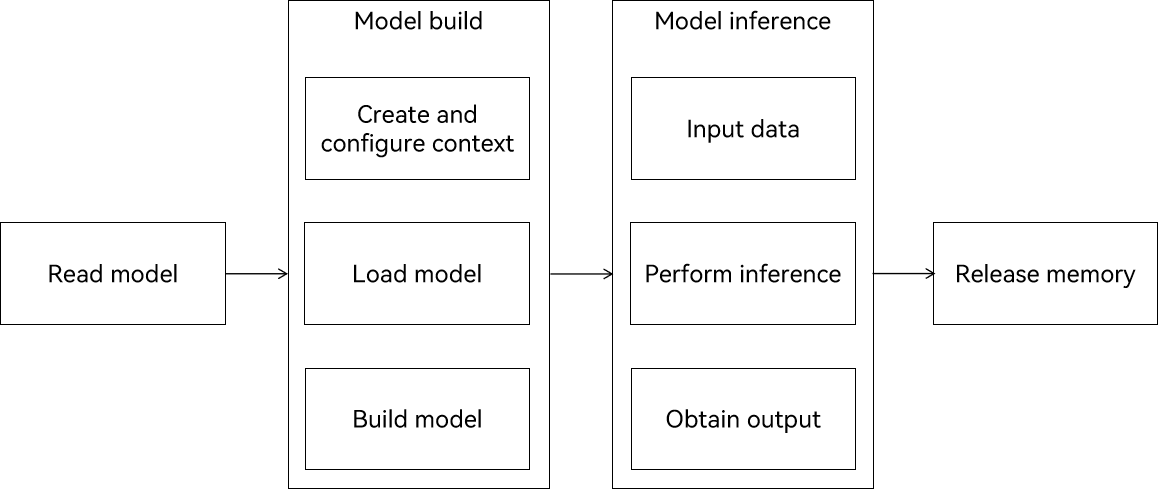 Read model
Model build
Create and
configure context
Load model
Build model
Model inference
Input data
Perform inference
Obtain output
Release memory